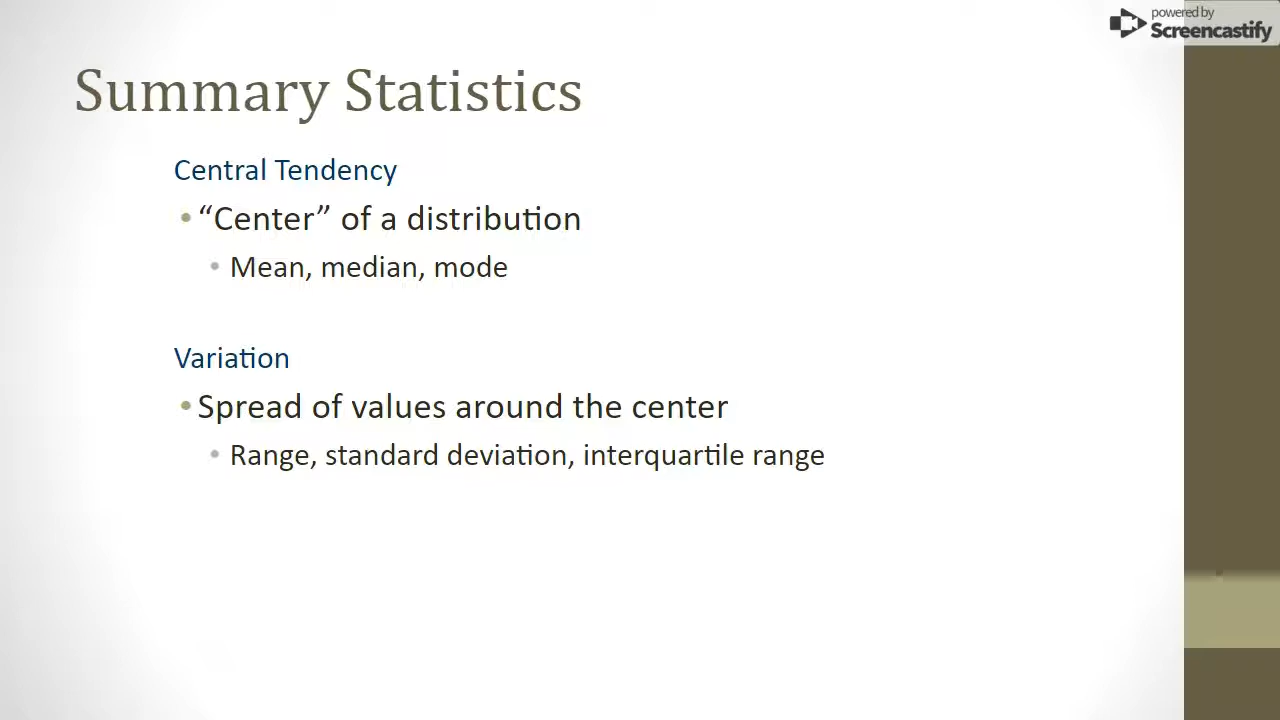 powered by
Screencastify
Summary Statistics
Central Tendency
• “Center” of a distribution
• Mean, median, mode
Variation
• Spread of values around the center
• Range, standard deviation, interquartile range